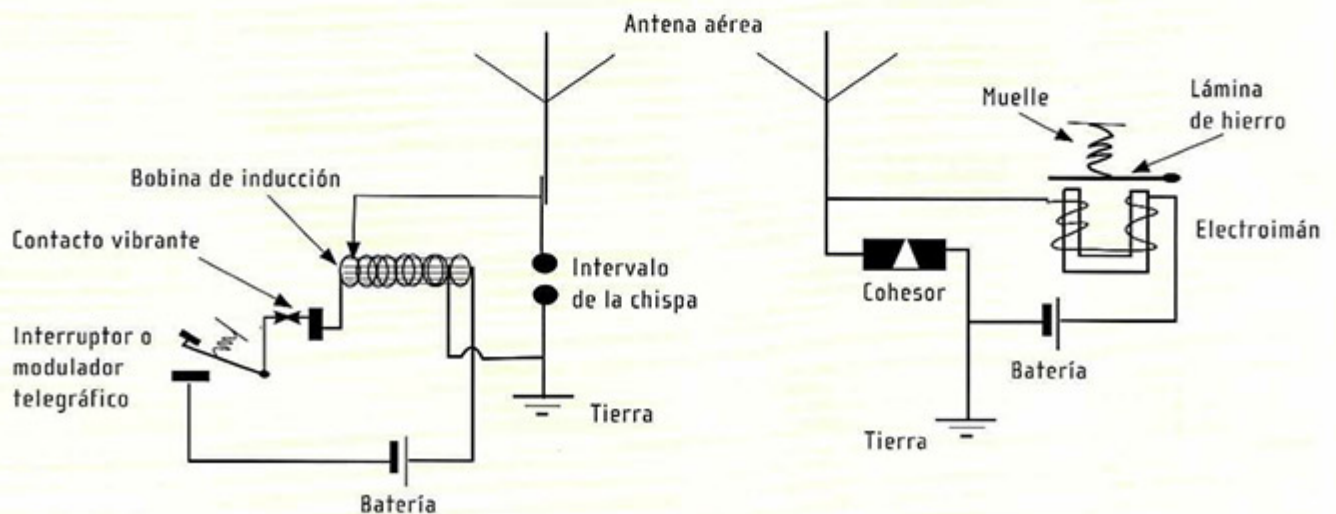 Antena aérea
Muelle
Lámina
de hierro
Bobina de inducción
Contacto vibrante
Electroimán
Intervalo
de la chispa
Cohesor
Interruptor o
modulador
telegráfico
Batería
Tierra
Tierra
Batería